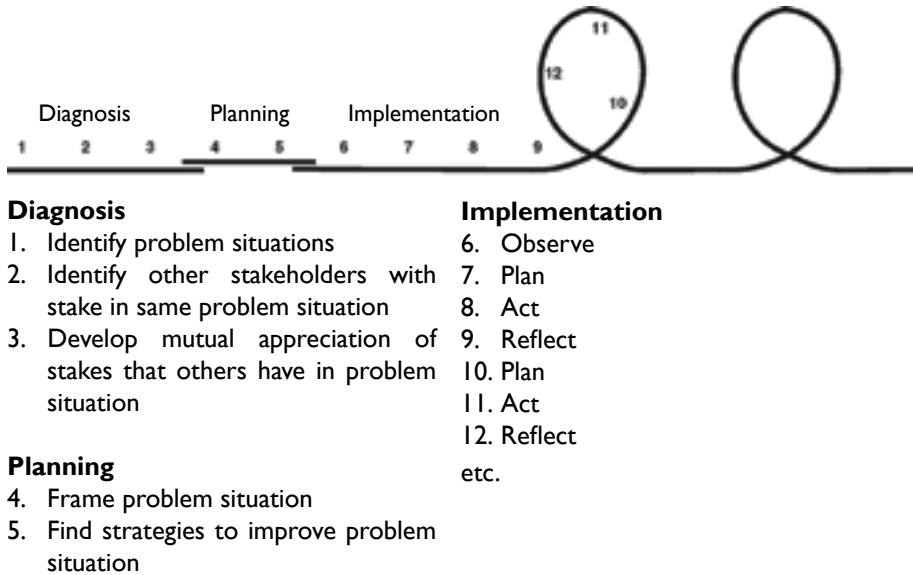 11
12
10
Diagnosis Planning Implementation
1 2 3 4 5 6 7 8 9
Diagnosis
1. Identify problem situations
2. Identify other stakeholders with
stake in same problem situation
3. Develop mutual appreciation of
stakes that others have in problem
situation
Planning
4. Frame problem situation
5. Find strategies to improve problem
situation
Implementation
6. Observe
7. Plan
8. Act
9. Reflect
10. Plan
11. Act
12. Reflect
etc.